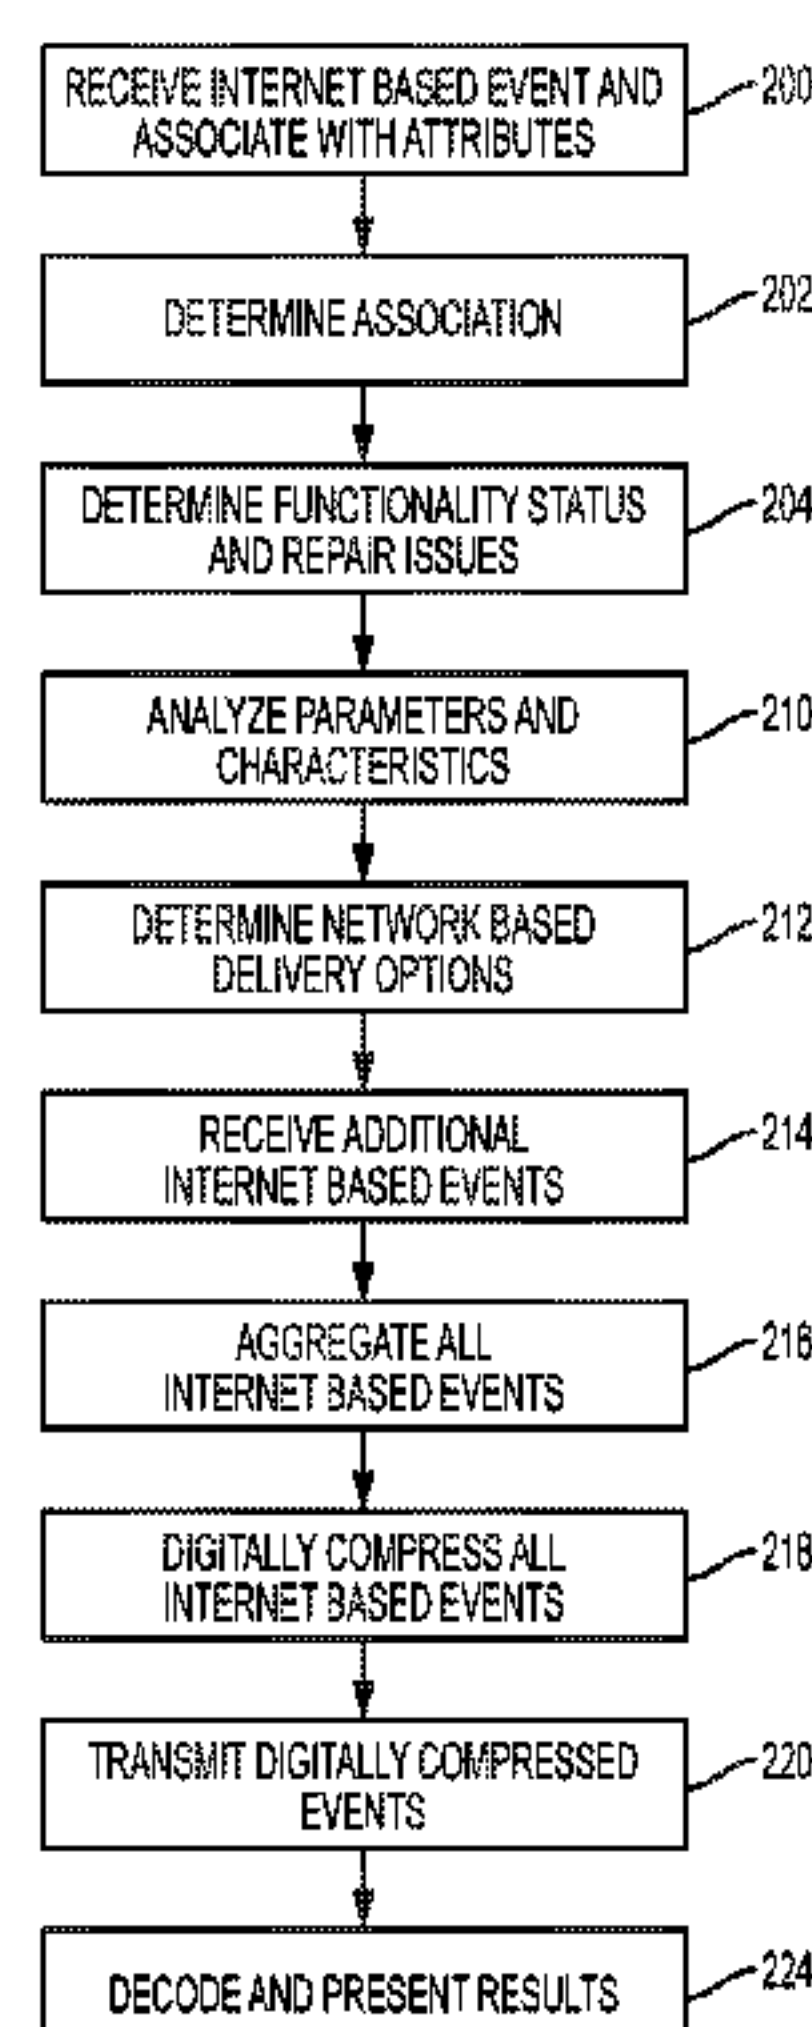 RECEIVE INTERNET BASED EVENT AND
ASSOCIATE WITH ATTRIBUTES
200
DETERMINE ASSOCIATION
202
DETERMINE FUNCTIONALITY STATUS
AND REPAIR ISSUES
204
ANALYZE PARAMETERS AND
CHARACTERISTICS
210
DETERMINE NETWORK BASED
DELIVERY OPTIONS
212
RECEIVE ADDITIONAL
INTERNET BASED EVENTS
214
AGGREGATE ALL
INTERNET BASED EVENTS
216
DIGITALLY COMPRESS ALL
INTERNET BASED EVENTS
218
TRANSMIT DIGITALLY COMPRESSED
EVENTS
220
DECODE AND PRESENT RESULTS
224